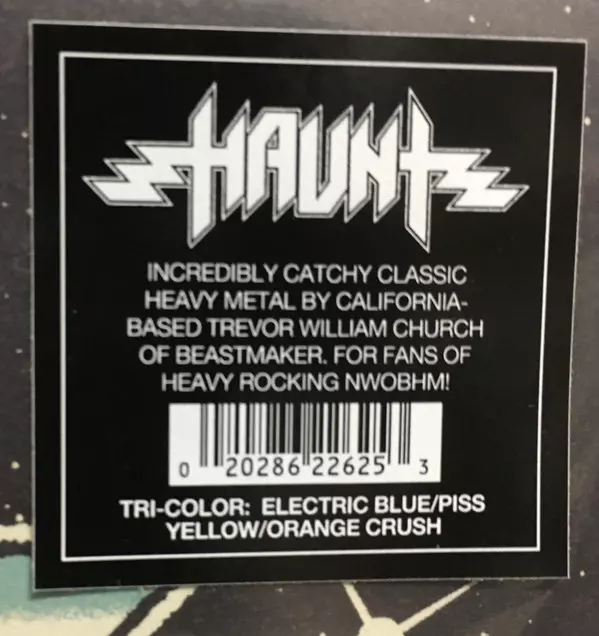 HAUNT
INCREDIBLY CATCHY CLASSIC
HEAVY METAL BY CALIFORNIA-
BASED TREVOR WILLIAM CHURCH
OF BEASTMAKER. FOR FANS OF
HEAVY ROCKING NWOBHM!
0 20286 22625 3
TRI-COLOR: ELECTRIC BLUE/PISS
YELLOW/ORANGE CRUSH